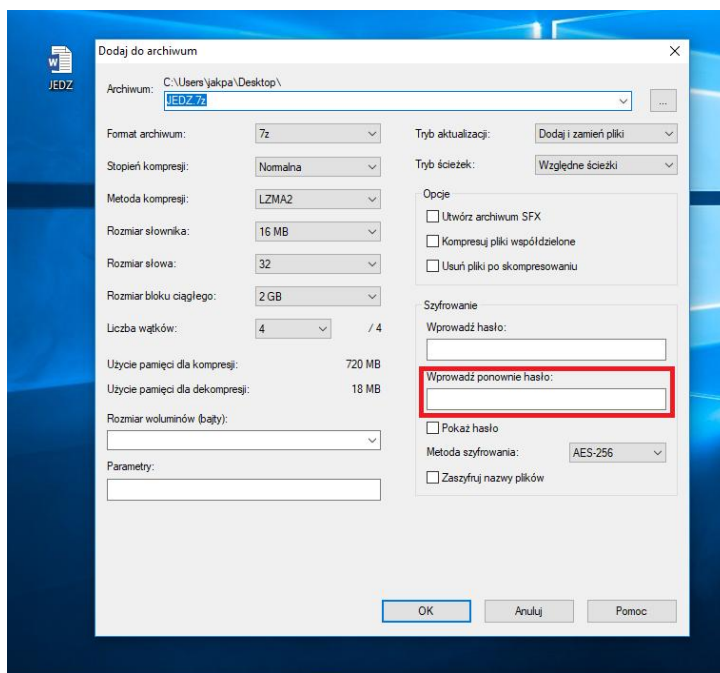 JEDZ
Dodaj do archiwum
Archiwum:
C:\Users\jakpa\Desktop\
JEDZ.7z
...
Format archiwum: 7z
Stopień kompresji: Normalna
Metoda kompresji: LZMA2
Rozmiar słownika: 16 MB
Rozmiar słowa: 32
Rozmiar bloku ciągłego: 2 GB
Liczba wątków: 4 / 4
Użycie pamięci dla kompresji: 720 MB
Użycie pamięci dla dekompresji: 18 MB
Rozmiar woluminów (bajty):
Parametry:
Tryb aktualizacji: Dodaj i zamień pliki
Tryb ścieżek: Względne ścieżki
Opcje
Utwórz archiwum SFX
Kompresuj pliki współdzielone
Usuń pliki po skompresowaniu
Szyfrowanie
Wprowadź hasło:
Wprowadź ponownie hasło:
Pokaż hasło
Metoda szyfrowania: AES-256
Zaszyfruj nazwy plików
OK Anuluj Pomoc